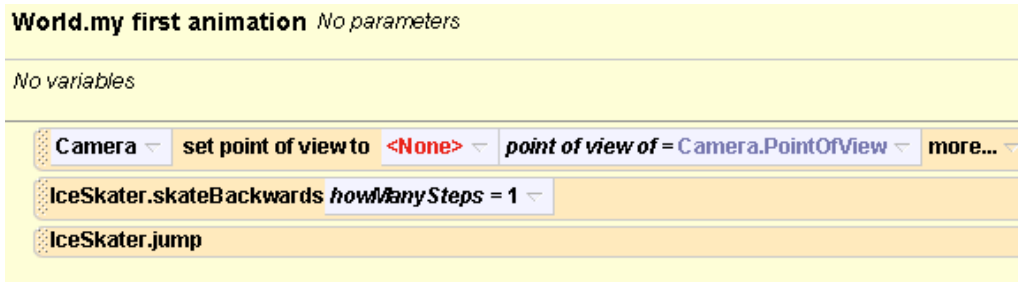 World.my first animation No parameters
No variables
Camera set point of view to <None> point of view of = Camera.PointOfView more...
IceSkater.skateBackwards howManySteps = 1
IceSkater.jump